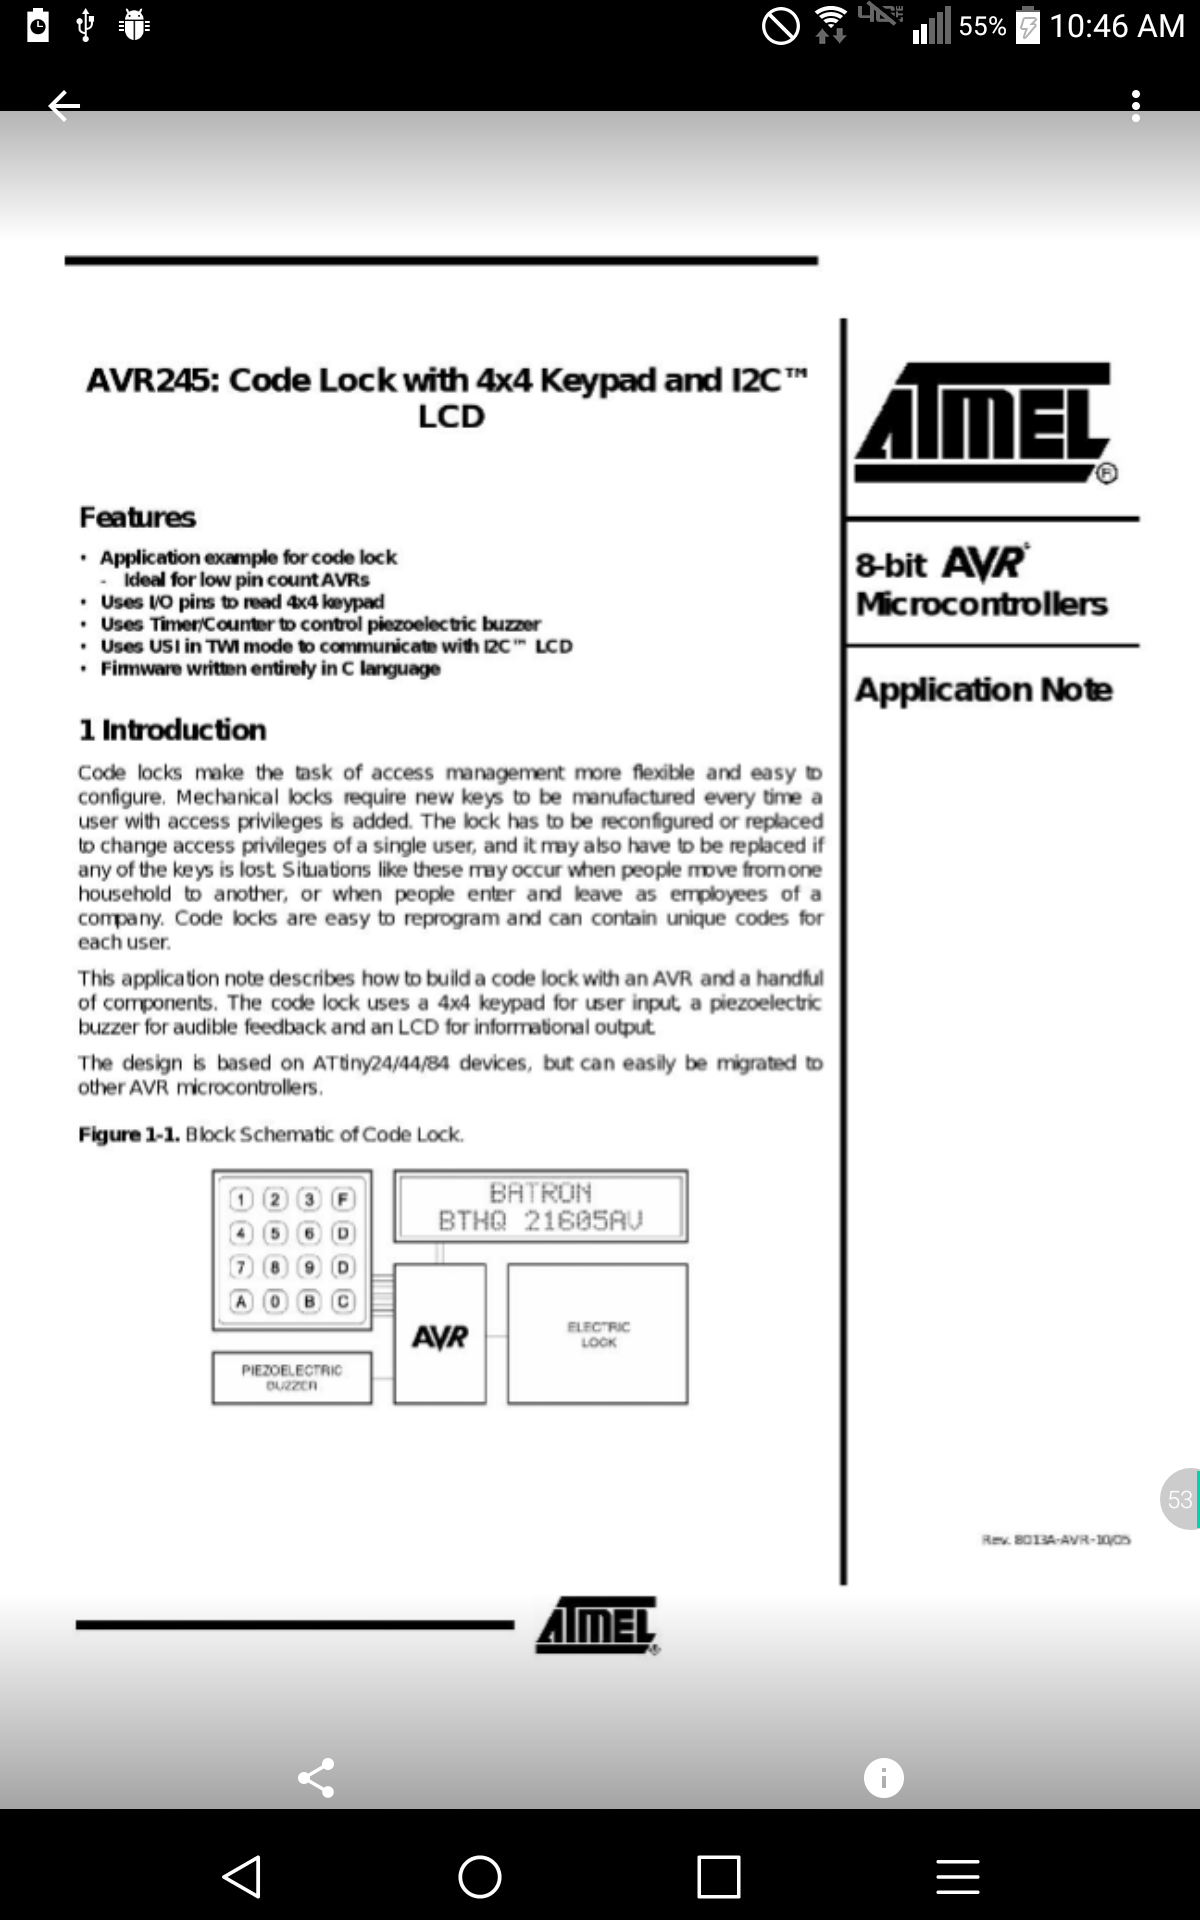 55% 10:46 AM
AVR245: Code Lock with 4x4 Keypad and I2C™
LCD
ATMEL
®
8-bit AVR®
Microcontrollers
Application Note
Features
• Application example for code lock
- Ideal for low pin count AVRs
• Uses I/O pins to read 4x4 keypad
• Uses Timer/Counter to control piezoelectric buzzer
• Uses USI in TWI mode to communicate with I2C™ LCD
• Firmware written entirely in C language
1 Introduction
Code locks make the task of access management more flexible and easy to
configure. Mechanical locks require new keys to be manufactured every time a
user with access privileges is added. The lock has to be reconfigured or replaced
to change access privileges of a single user, and it may also have to be replaced if
any of the keys is lost. Situations like these may occur when people move from one
household to another, or when people enter and leave as employees of a
company. Code locks are easy to reprogram and can contain unique codes for
each user.
This application note describes how to build a code lock with an AVR and a handful
of components. The code lock uses a 4x4 keypad for user input, a piezoelectric
buzzer for audible feedback and an LCD for informational output.
The design is based on ATtiny24/44/84 devices, but can easily be migrated to
other AVR microcontrollers.
Figure 1-1. Block Schematic of Code Lock.
1 2 3 F
4 5 6 D
7 8 9 D
A 0 B C
BATRON
BTHQ 21605AV
AVR
ELECTRIC
LOCK
PIEZOELECTRIC
BUZZER
53
Rev. 8013A-AVR-10/05
ATMEL
®